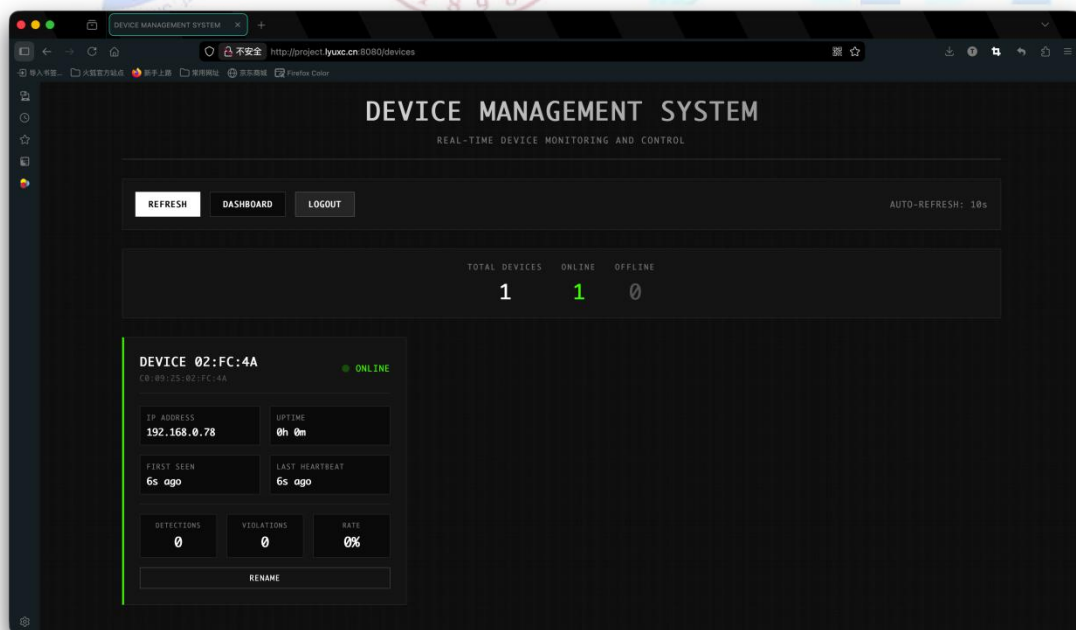 DEVICE MANAGEMENT SYSTEM × +
不安全 http://project.lyuxc.cn:8080/devices
导入书签... 火狐官方站点 新手上路 常用网址 京东商城 Firefox Color
DEVICE MANAGEMENT SYSTEM
REAL-TIME DEVICE MONITORING AND CONTROL
REFRESH DASHBOARD LOGOUT AUTO-REFRESH: 10s
TOTAL DEVICES ONLINE OFFLINE
1 1 0
DEVICE 02:FC:4A ONLINE
C0:09:25:02:FC:4A
IP ADDRESS UPTIME
192.168.0.78 0h 0m
FIRST SEEN LAST HEARTBEAT
6s ago 6s ago
DETECTIONS VIOLATIONS RATE
0 0 0%
RENAME